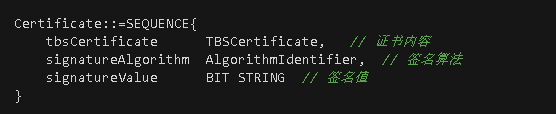 Certificate::=SEQUENCE{
    tbsCertificate      TBSCertificate,   // 证书内容
    signatureAlgorithm  AlgorithmIdentifier,  // 签名算法
    signatureValue      BIT STRING  // 签名值
}